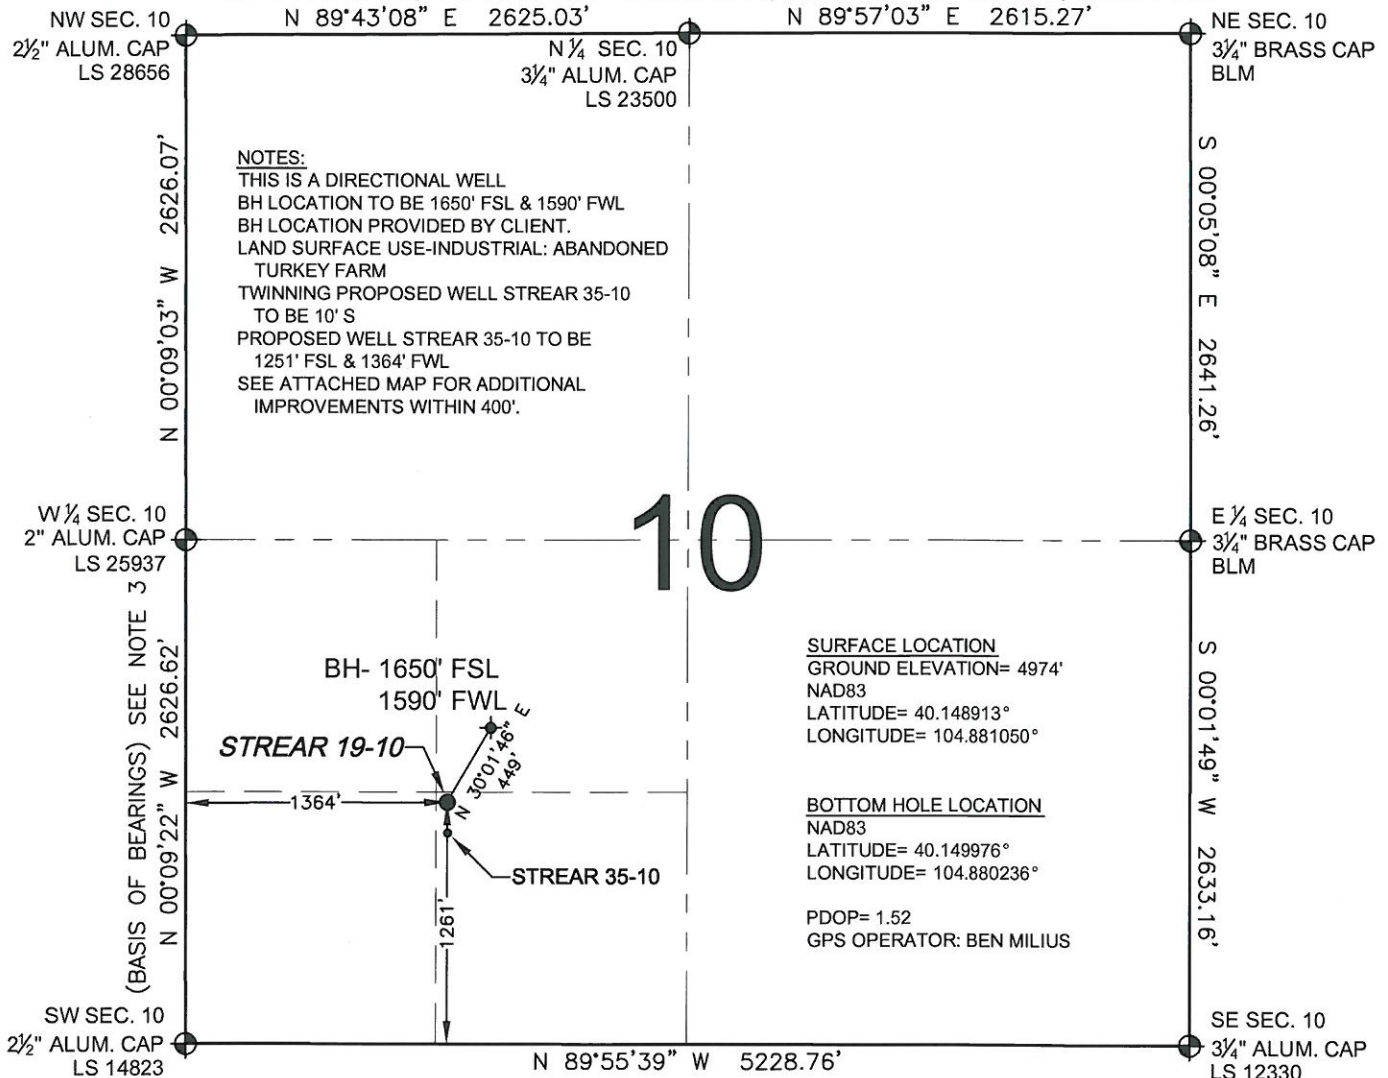 N 89°43'08" E 2625.03'
N 89°57'03" E 2615.27'
NW SEC. 10
2½" ALUM. CAP
LS 28656
N ¼ SEC. 10
3¼" ALUM. CAP
LS 23500
NE SEC. 10
3¼" BRASS CAP
BLM
N 00°09'03" W 2626.07'
S 00°05'08" E 2641.26'
NOTES:
THIS IS A DIRECTIONAL WELL
BH LOCATION TO BE 1650' FSL & 1590' FWL
BH LOCATION PROVIDED BY CLIENT.
LAND SURFACE USE-INDUSTRIAL: ABANDONED
TURKEY FARM
TWINNING PROPOSED WELL STREAR 35-10
TO BE 10' S
PROPOSED WELL STREAR 35-10 TO BE
1251' FSL & 1364' FWL
SEE ATTACHED MAP FOR ADDITIONAL
IMPROVEMENTS WITHIN 400'.
10
W ¼ SEC. 10
2" ALUM. CAP
LS 25937
E ¼ SEC. 10
3¼" BRASS CAP
BLM
(BASIS OF BEARINGS) SEE NOTE 3
N 00°09'22" W 2626.62'
S 00°01'49" W 2633.16'
BH- 1650' FSL
1590' FWL
STREAR 19-10
N 30°01'46" E
449'
1364'
STREAR 35-10
1261'
SURFACE LOCATION
GROUND ELEVATION= 4974'
NAD83
LATITUDE= 40.148913°
LONGITUDE= 104.881050°
BOTTOM HOLE LOCATION
NAD83
LATITUDE= 40.149976°
LONGITUDE= 104.880236°
PDOP= 1.52
GPS OPERATOR: BEN MILIUS
SW SEC. 10
2½" ALUM. CAP
LS 14823
N 89°55'39" W 5228.76'
SE SEC. 10
3¼" ALUM. CAP
LS 12330